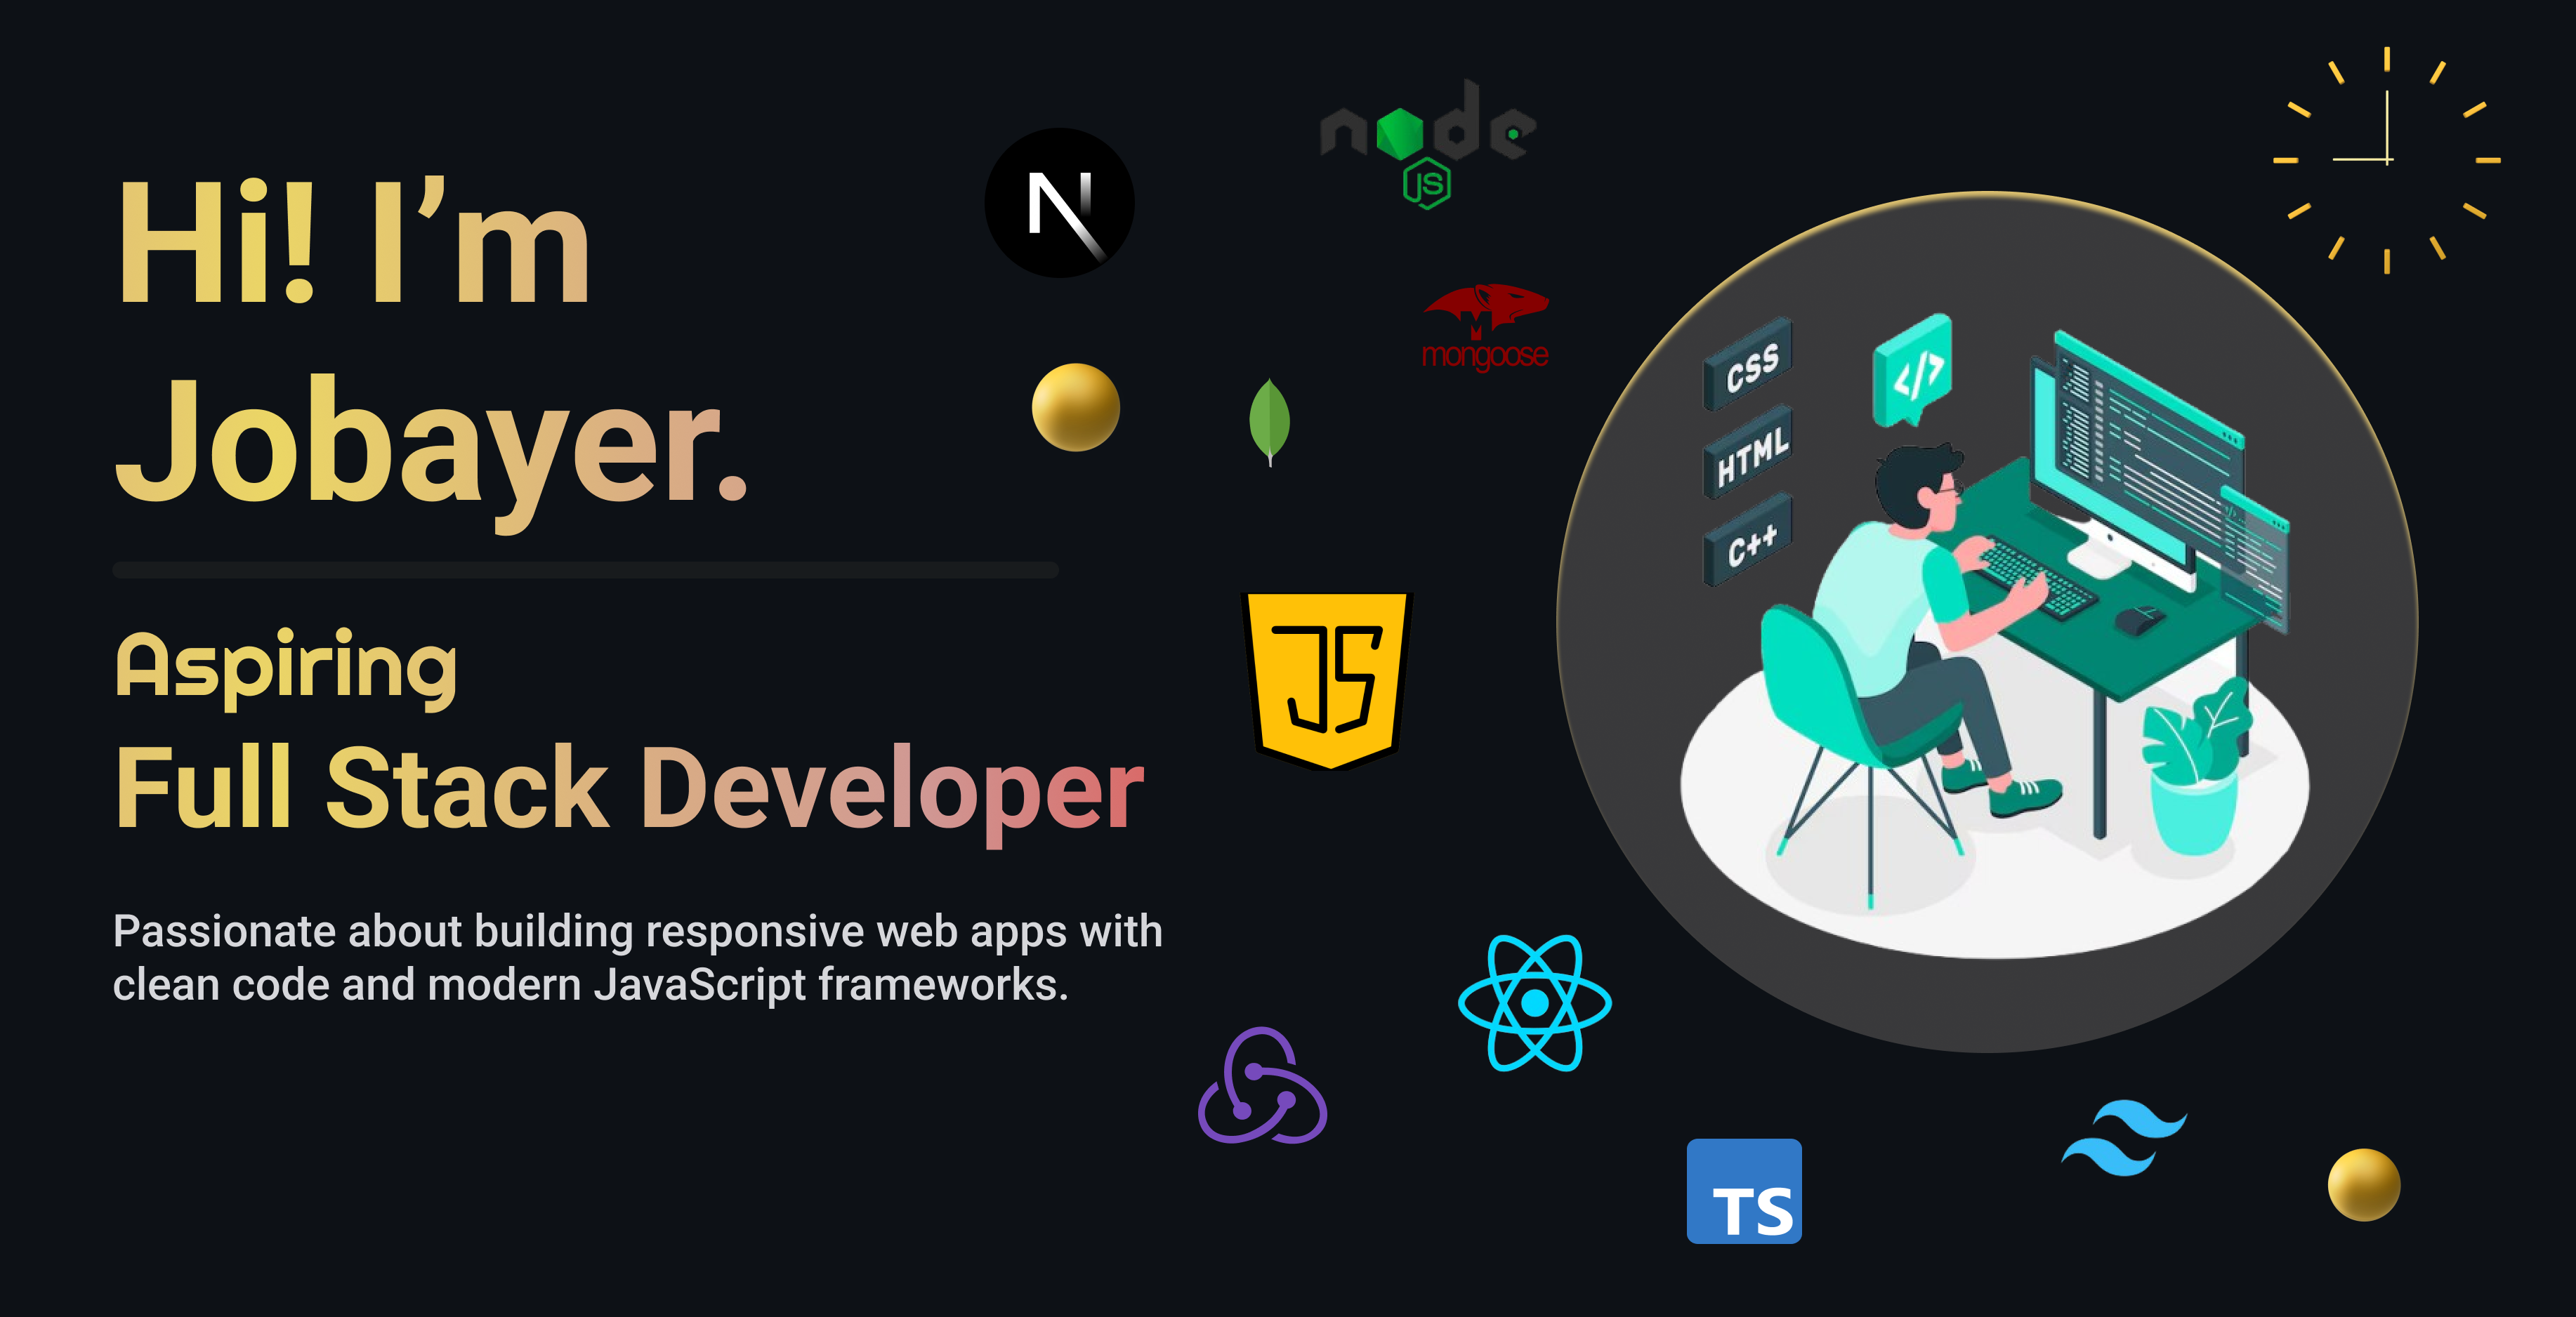 Hi! I’m
Jobayer.
Aspiring
Full Stack Developer
Passionate about building responsive web apps with
clean code and modern JavaScript frameworks.
N
node
JS
mongoose
JS
CSS
</>
HTML
C++
TS